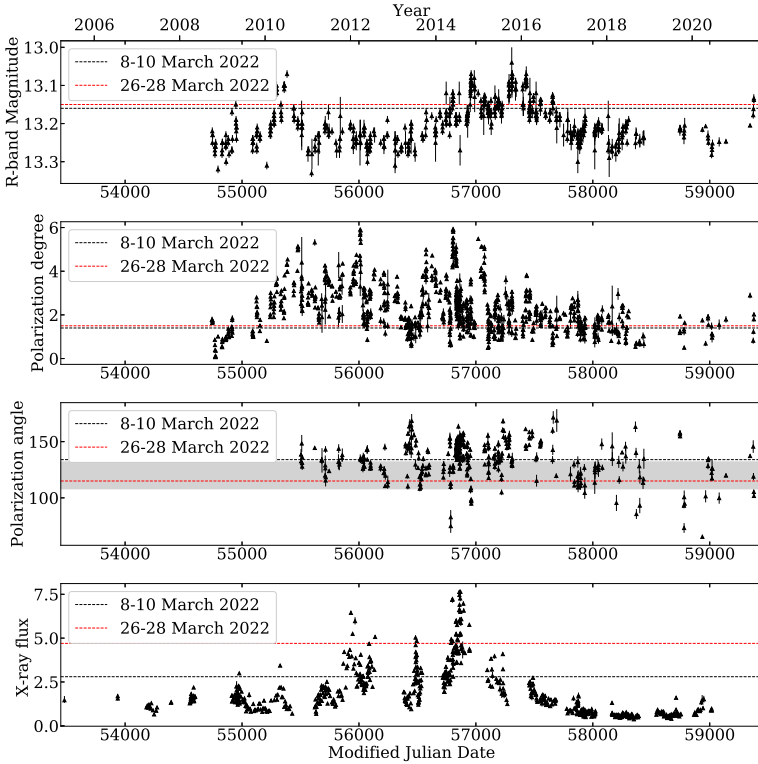 Year
2006 2008 2010 2012 2014 2016 2018 2020
R-band Magnitude
13.0
13.1
13.2
13.3
8-10 March 2022
26-28 March 2022
54000 55000 56000 57000 58000 59000
Polarization degree
6
4
2
0
8-10 March 2022
26-28 March 2022
54000 55000 56000 57000 58000 59000
Polarization angle
150
100
8-10 March 2022
26-28 March 2022
54000 55000 56000 57000 58000 59000
X-ray flux
7.5
5.0
2.5
0.0
8-10 March 2022
26-28 March 2022
54000 55000 56000 57000 58000 59000
Modified Julian Date